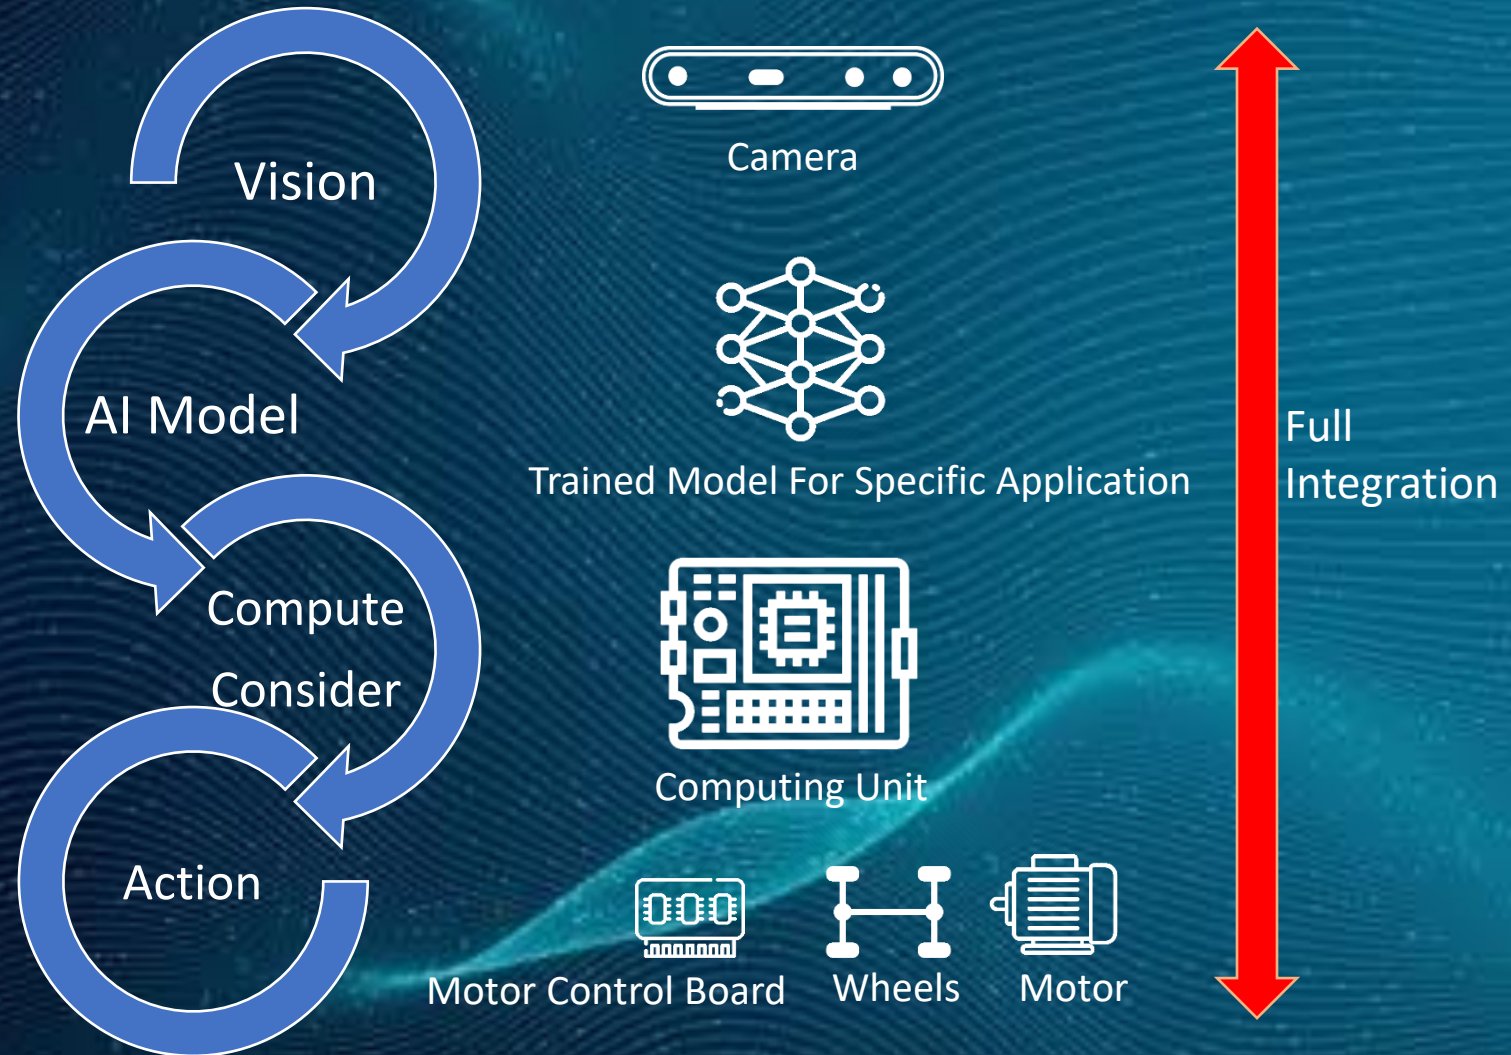 Vision
Camera
AI Model
Trained Model For Specific Application
Full
Integration
Compute
Consider
Computing Unit
Action
Motor Control Board
Wheels
Motor